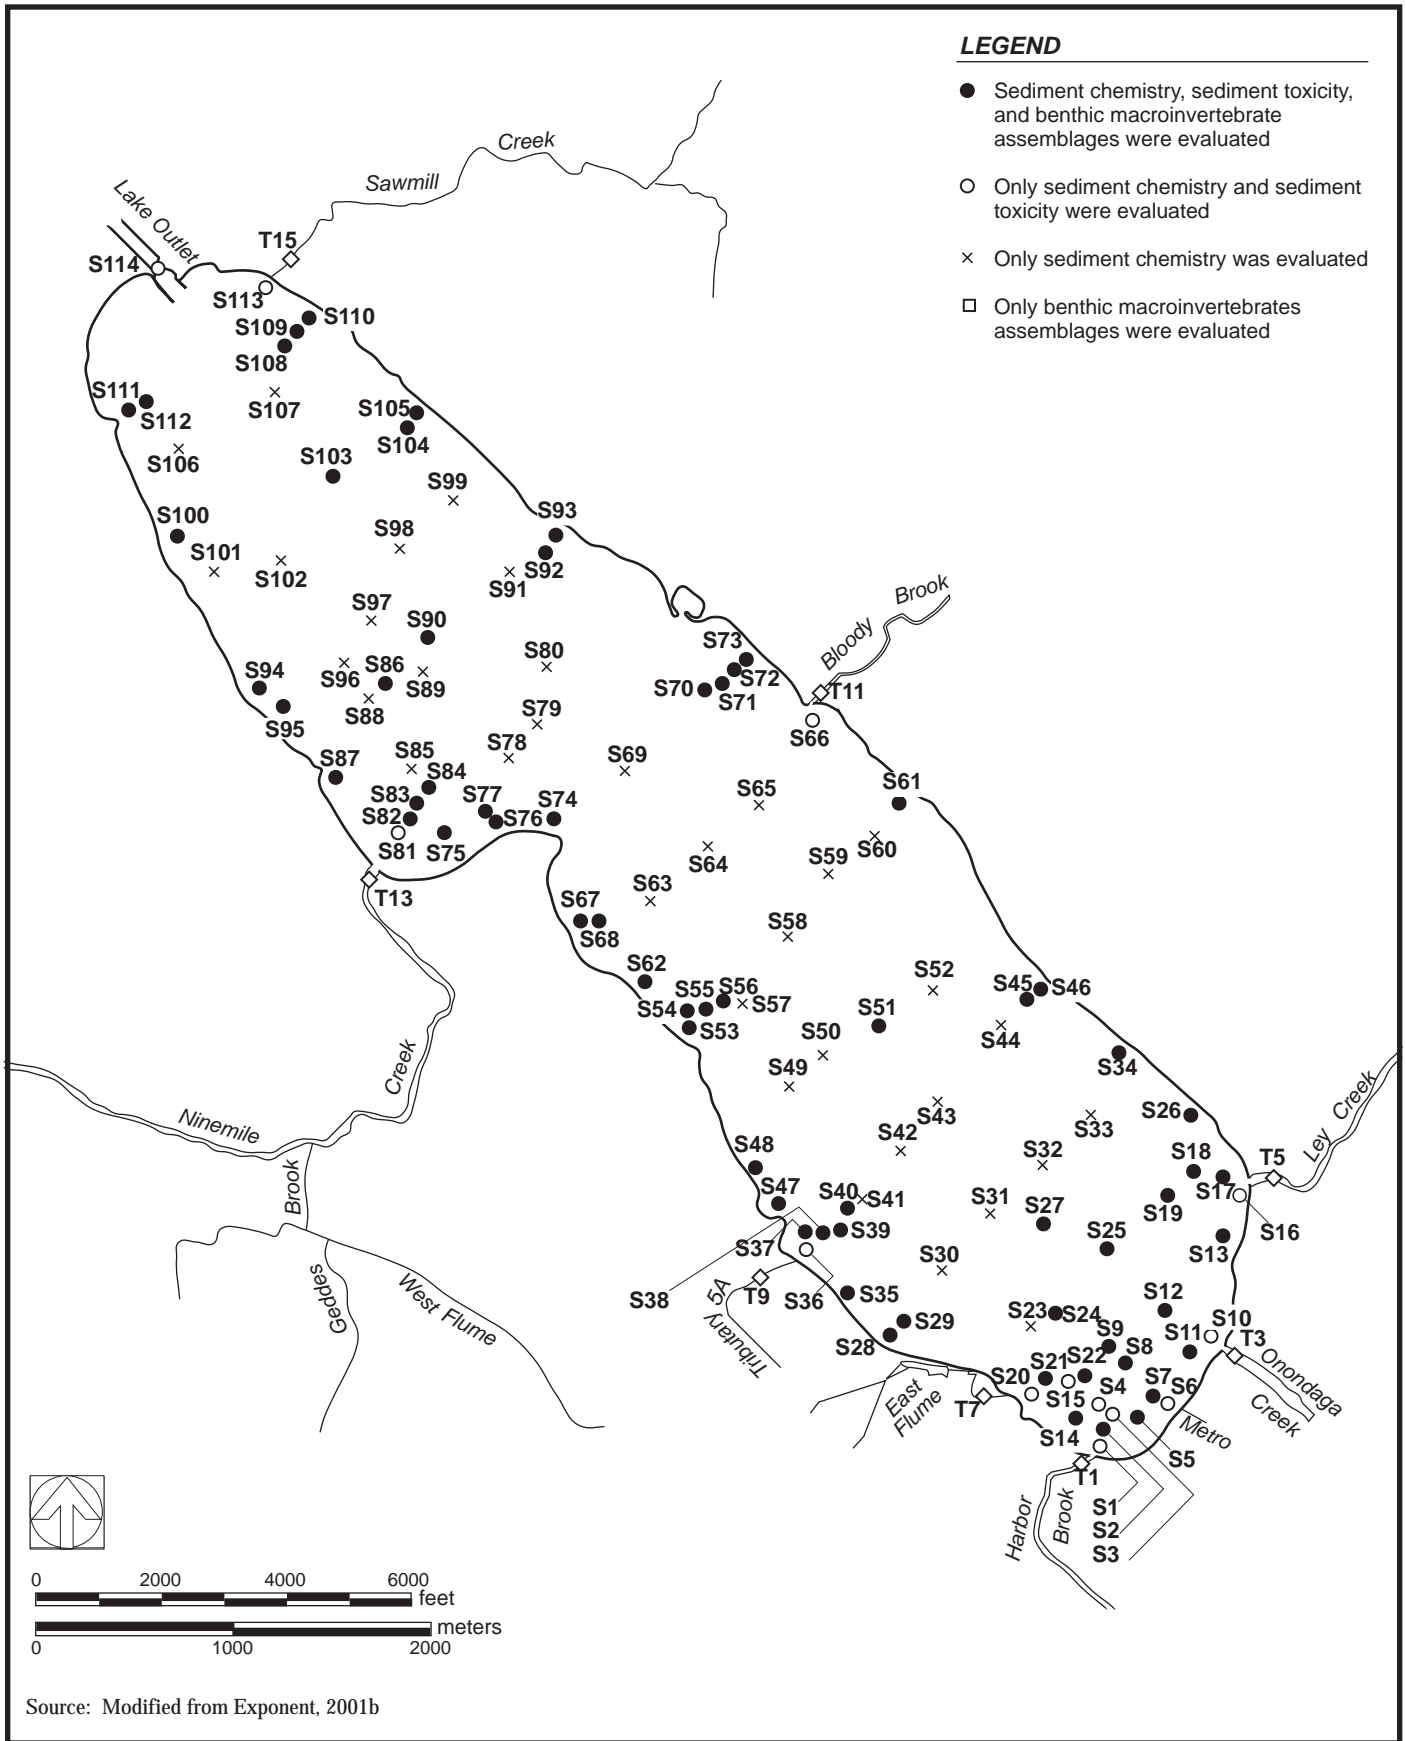 LEGEND
Sediment chemistry, sediment toxicity,
and benthic macroinvertebrate
assemblages were evaluated
Only sediment chemistry and sediment
toxicity were evaluated
Only sediment chemistry was evaluated
Only benthic macroinvertebrates
assemblages were evaluated
Creek
Sawmill
Lake Outlet
T15
S114
S113
S110
S109
S108
S111
S112
S107
S105
S104
S106
S103
S99
S100
S93
S98
S101
S102
S92
S91
Brook
Bloody
S97
S90
S73
S80
S96
S86
S72
S94
S89
S70
S71
T11
S88
S95
S79
S66
S78
S87
S85
S69
S84
S61
S83
S77
S74
S65
S82
S76
S81
S75
S60
S64
S59
T13
S63
S67
S58
S68
S62
S52
S56
S55
S57
S45
S46
S54
S53
S51
S50
S44
S49
S34
Creek
Ninemile
S43
S26
S33
Ley Creek
S42
S48
S32
S18
T5
Brook
S47
S40
S41
S31
S27
S19
S17
S16
S39
S25
S13
S37
S30
S38
T9
S36
S35
5A
Tributary
Geddes
West Flume
S29
S28
S23
S24
S12
S10
S9
S11
T3
S8
Onondaga
Creek
S21
S22
S20
S7
S6
S4
S15
T7
East
Flume
S14
Metro
S5
T1
Harbor
Brook
S1
S2
S3
0 2000 4000 6000
feet
meters
0 1000 2000
Source: Modified from Exponent, 2001b